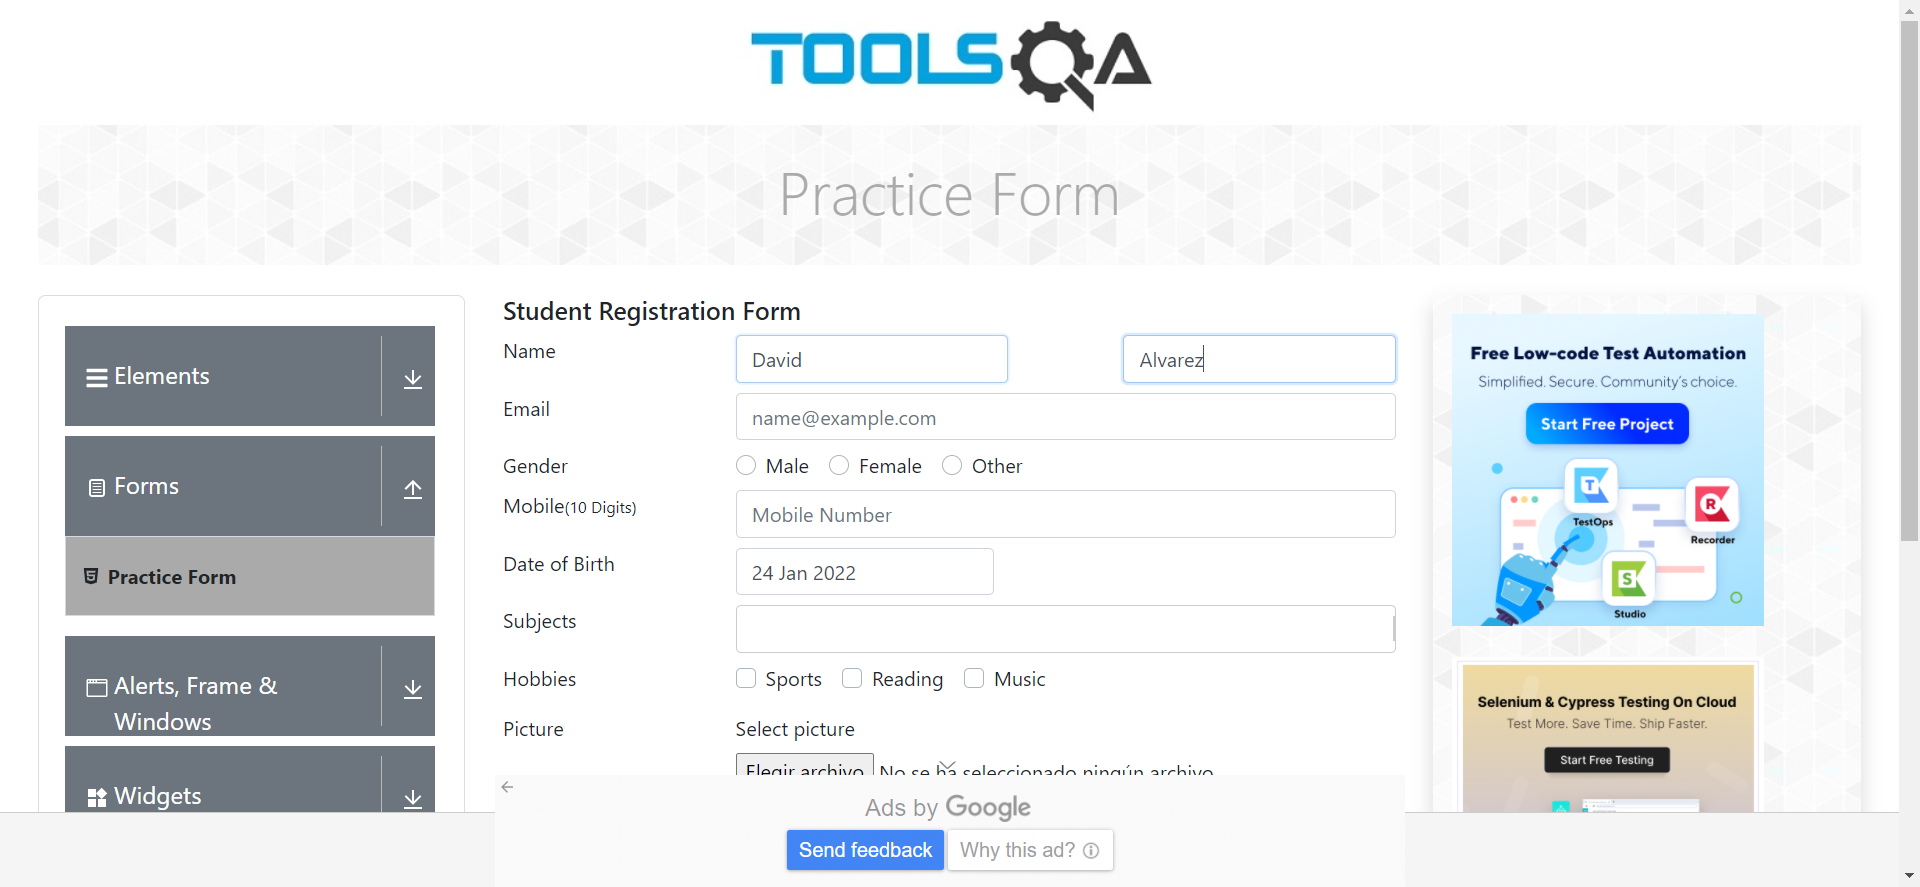 TOOLSQA
Practice Form
Elements
Forms
Practice Form
Alerts, Frame &
Windows
Widgets
Student Registration Form
Name
David
Alvarez
Email
name@example.com
Gender
Male
Female
Other
Mobile(10 Digits)
Mobile Number
Date of Birth
24 Jan 2022
Subjects
Hobbies
Sports
Reading
Music
Picture
Select picture
Elegir archivo No se ha seleccionado ningún archivo
Ads by Google
Send feedback
Why this ad?
Free Low-code Test Automation
Simplified. Secure. Community's choice.
Start Free Project
TestOps
Recorder
Studio
Selenium & Cypress Testing On Cloud
Test More. Save Time. Ship Faster.
Start Free Testing